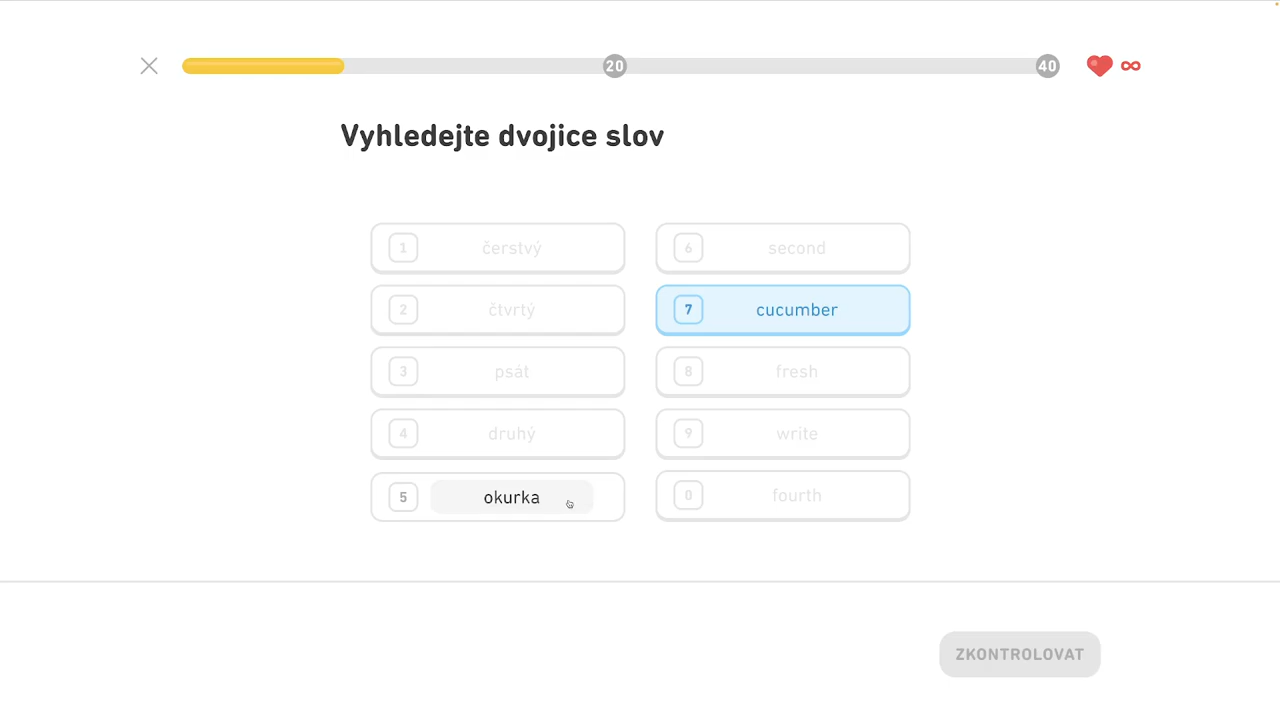 20
40
∞
Vyhledejte dvojice slov
1 čerstvý
6 second
2 čtvrtý
7 cucumber
3 psát
8 fresh
4 druhý
9 write
5 okurka
0 fourth
ZKONTROLOVAT